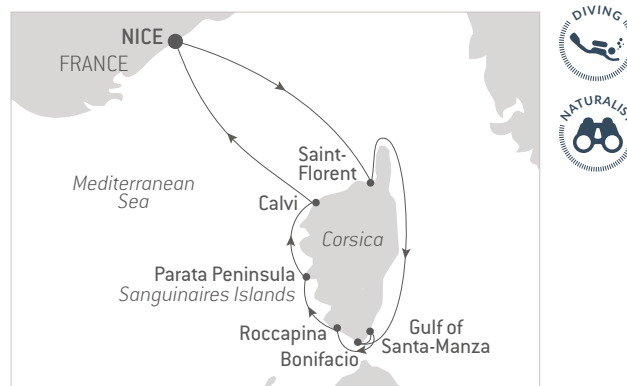 NICE
FRANCE
Saint-
Florent
Mediterranean
Sea
Calvi
Corsica
Parata Peninsula
Sanguinaires Islands
Roccapina
Gulf of
Santa-Manza
Bonifacio
DIVING
NATURALIS